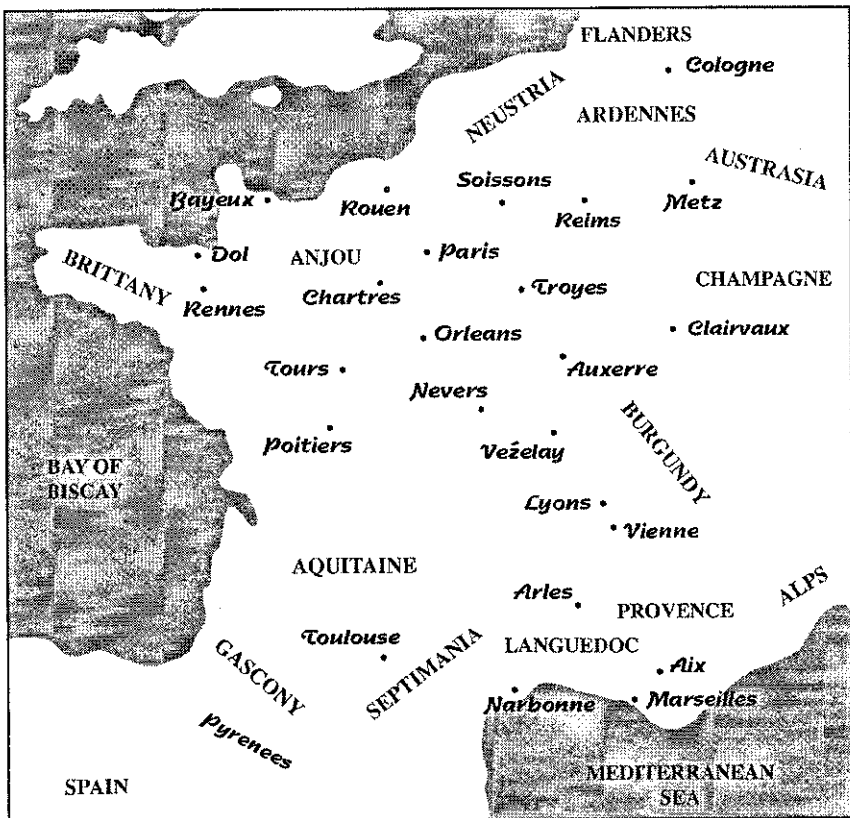 FLANDERS
Cologne
NEUSTRIA
ARDENNES
AUSTRASIA
Soissons
Bayeux
Rouen
Reims
Metz
Dol
ANJOU
Paris
BRITTANY
CHAMPAGNE
Rennes
Chartres
Troyes
Orleans
Clairvaux
Tours
Auxerre
Nevers
Poitiers
Veźelay
BURGUNDY
BAY OF
BISCAY
Lyons
Vienne
AQUITAINE
Arles
PROVENCE
ALPS
Toulouse
SEPTIMANIA
LANGUEDOC
GASCONY
Aix
Narbonne
Marseilles
Pyrenees
MEDITERRANEAN
SEA
SPAIN